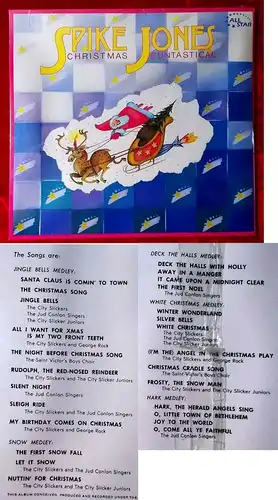 SPIKE JONES
CHRISTMAS FUNTASTICAL
ALL STAR
The Songs are:
JINGLE BELLS MEDLEY:
SANTA CLAUS IS COMIN' TO TOWN
THE CHRISTMAS SONG
JINGLE BELLS
The City Slickers
The City Slicker Juniors
ALL I WANT FOR XMAS
IS MY TWO FRONT TEETH
The City Slickers and George Rock
THE NIGHT BEFORE CHRISTMAS SONG
The Saint Victor's Boys Choir
RUDOLPH, THE RED-NOSED REINDEER
The City Slickers and The City Slicker Juniors
SILENT NIGHT
The Jud Conlon Singers
SLEIGH RIDE
The City Slickers and The Jud Conlon Singers
MY BIRTHDAY COMES ON CHRISTMAS
The City Slickers and George Rock
SNOW MEDLEY:
THE FIRST SNOW FALL
LET IT SNOW
The City Slickers and The Jud Conlon Singers
NUTTIN' FOR CHRISTMAS
The City Slickers and George Rock
THIS ALBUM CONCEIVED, PRODUCED AND RECORDED UNDER THE
DECK THE HALLS MEDLEY:
DECK THE HALLS WITH HOLLY
AWAY IN A MANGER
IT CAME UPON A MIDNIGHT CLEAR
THE FIRST NOEL
The Jud Conlon Singers
WHITE CHRISTMAS MEDLEY:
WINTER WONDERLAND
SILVER BELLS
WHITE CHRISTMAS
The City Slickers
The Jud Conlon Singers
The City Slicker Juniors
(I'M THE) ANGEL IN THE CHRISTMAS PLAY
The City Slickers and George Rock
CHRISTMAS CRADLE SONG
The Saint Victor's Boys Choir
FROSTY, THE SNOW MAN
The City Slickers and The City Slicker Juniors
HARK MEDLEY:
HARK, THE HERALD ANGELS SING
O, LITTLE TOWN OF BETHLEHEM
JOY TO THE WORLD
O, COME ALL YE FAITHFUL
The Jud Conlon Singers